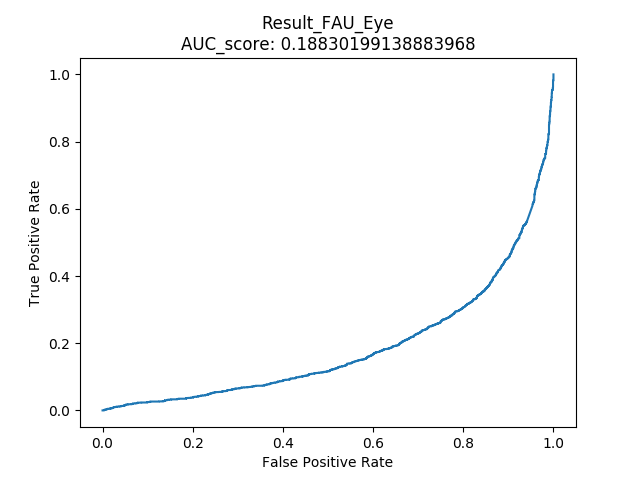 Result_FAU_Eye
AUC_score: 0.18830199138883968
1.0
0.8
0.6
0.4
0.2
0.0
True Positive Rate
0.0 0.2 0.4 0.6 0.8 1.0
False Positive Rate